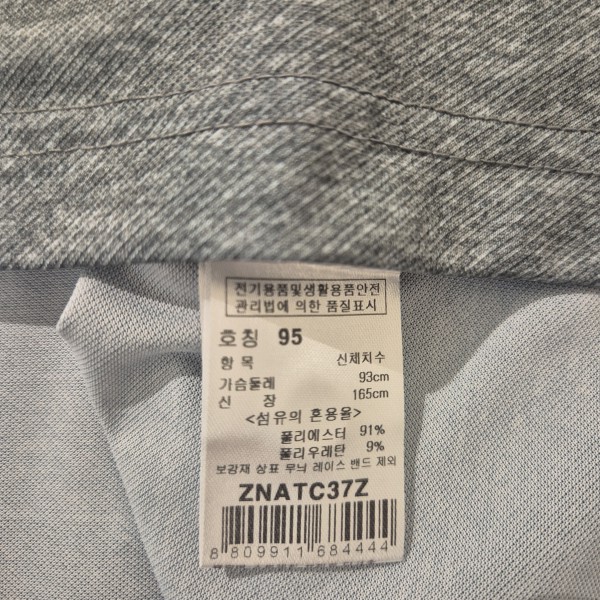 전기용품및생활용품안전
관리법에 의한 품질표시
호칭 95
항 목 신체치수
가슴둘레 93cm
신 장 165cm
<섬유의 혼용율>
폴리에스터 91%
폴리우레탄 9%
보강재 상표 무늬 레이스 밴드 제외
ZNATC37Z
8 809911 684444